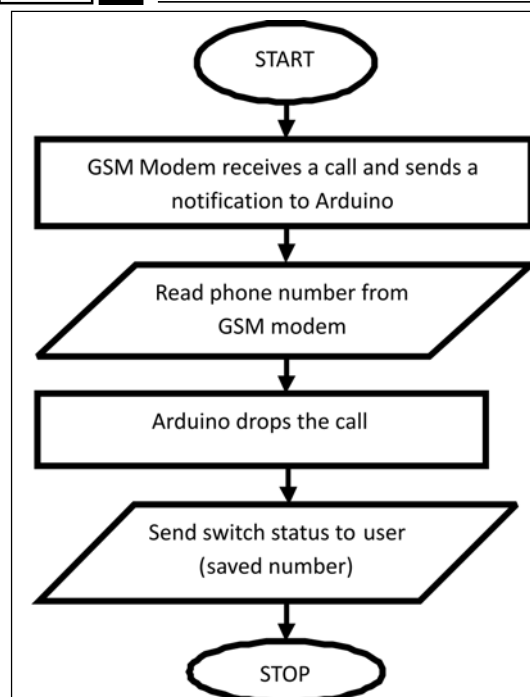 START
GSM Modem receives a call and sends a
notification to Arduino
Read phone number from
GSM modem
Arduino drops the call
Send switch status to user
(saved number)
STOP